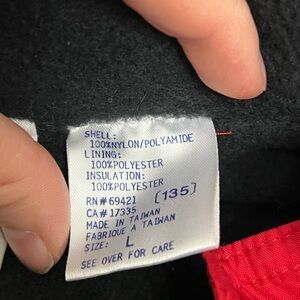 SHELL:
100%NYLON/POLYAMIDE
LINING:
100%POLYESTER
INSULATION:
100%POLYESTER
RN#69421 [135]
CA#17335
MADE IN TAIWAN
FABRIQUE A TAIWAN
SIZE: L
SEE OVER FOR CARE